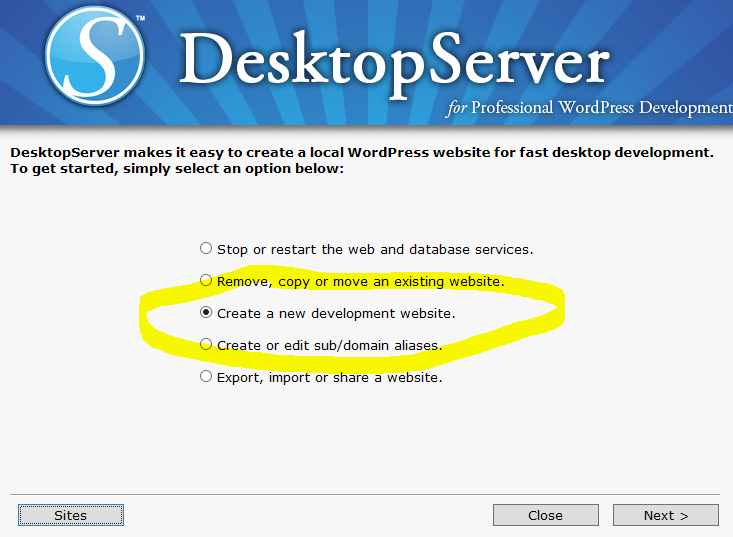 S™
DesktopServer
for Professional WordPress Development
DesktopServer makes it easy to create a local WordPress website for fast desktop development.
To get started, simply select an option below:
Stop or restart the web and database services.
Remove, copy or move an existing website.
Create a new development website.
Create or edit sub/domain aliases.
Export, import or share a website.
Sites
Close
Next >